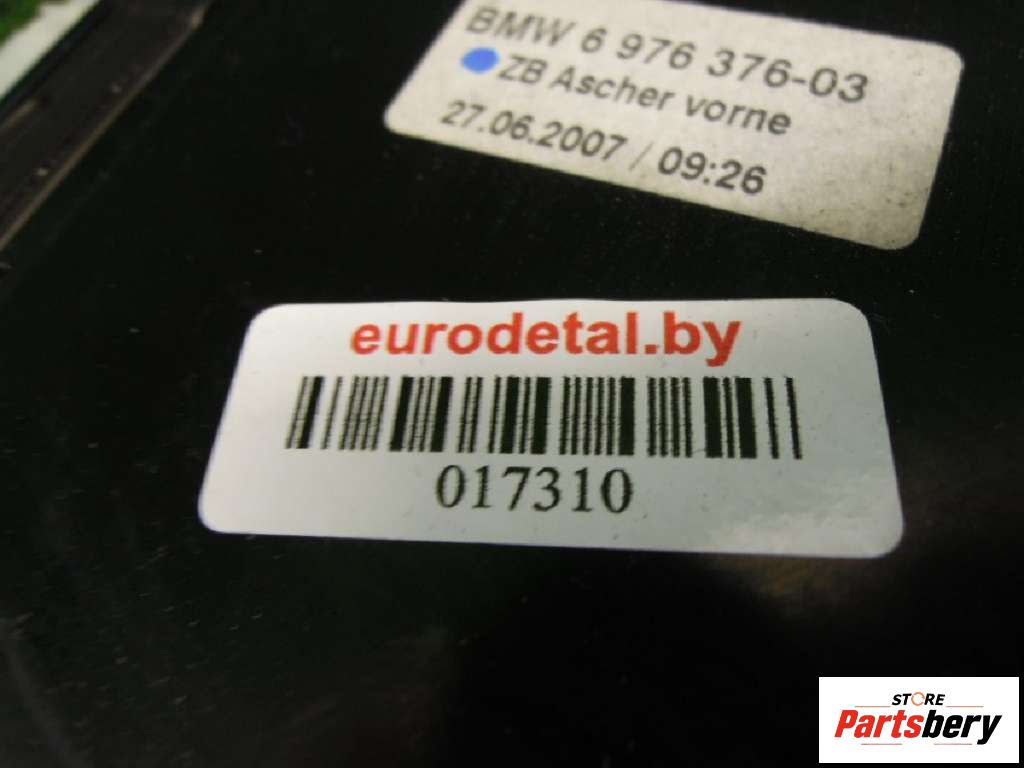 BMW 6 976 376-03
ZB Ascher vorne
27.06.2007 / 09:26
eurodetal.by
017310
STORE
Partsbery